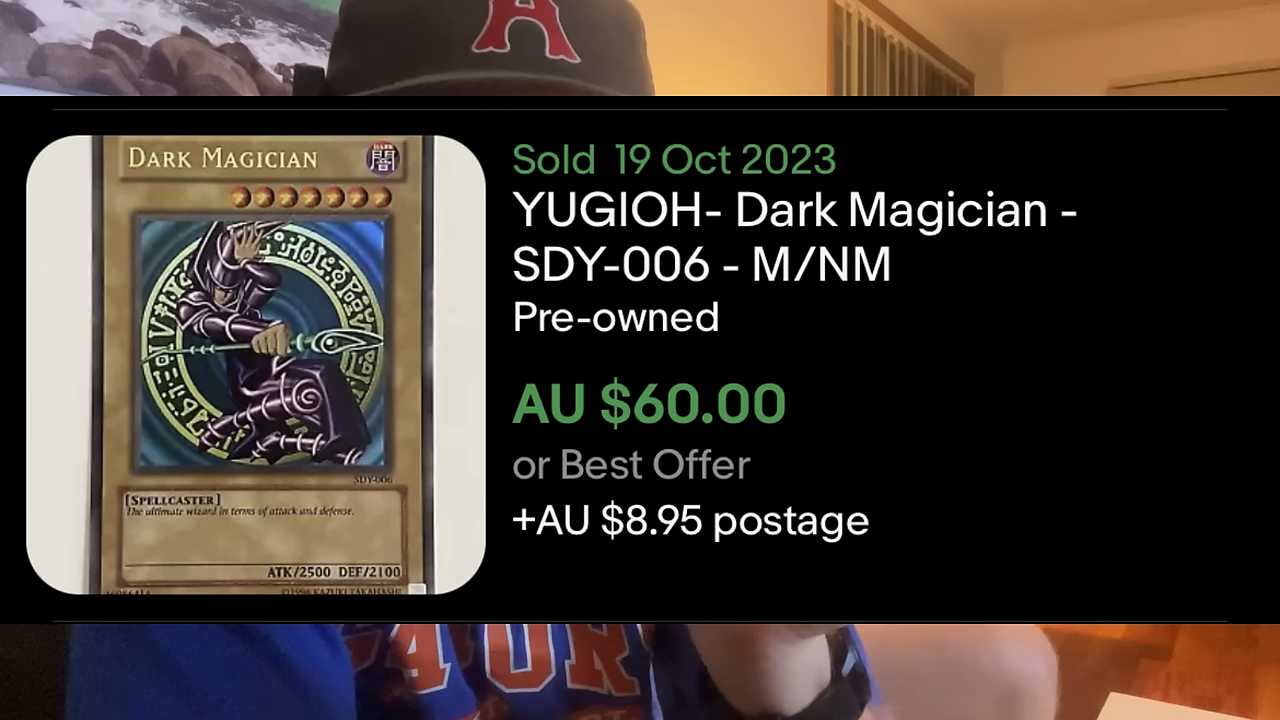 A
DARK MAGICIAN
DARK
闇
SDY-006
[SPELLCASTER]
The ultimate wizard in terms of attack and defense.
ATK/2500 DEF/2100
©1996 KAZUKI TAKAHASHI
Sold 19 Oct 2023
YUGIOH- Dark Magician -
SDY-006 - M/NM
Pre-owned
AU $60.00
or Best Offer
+AU $8.95 postage